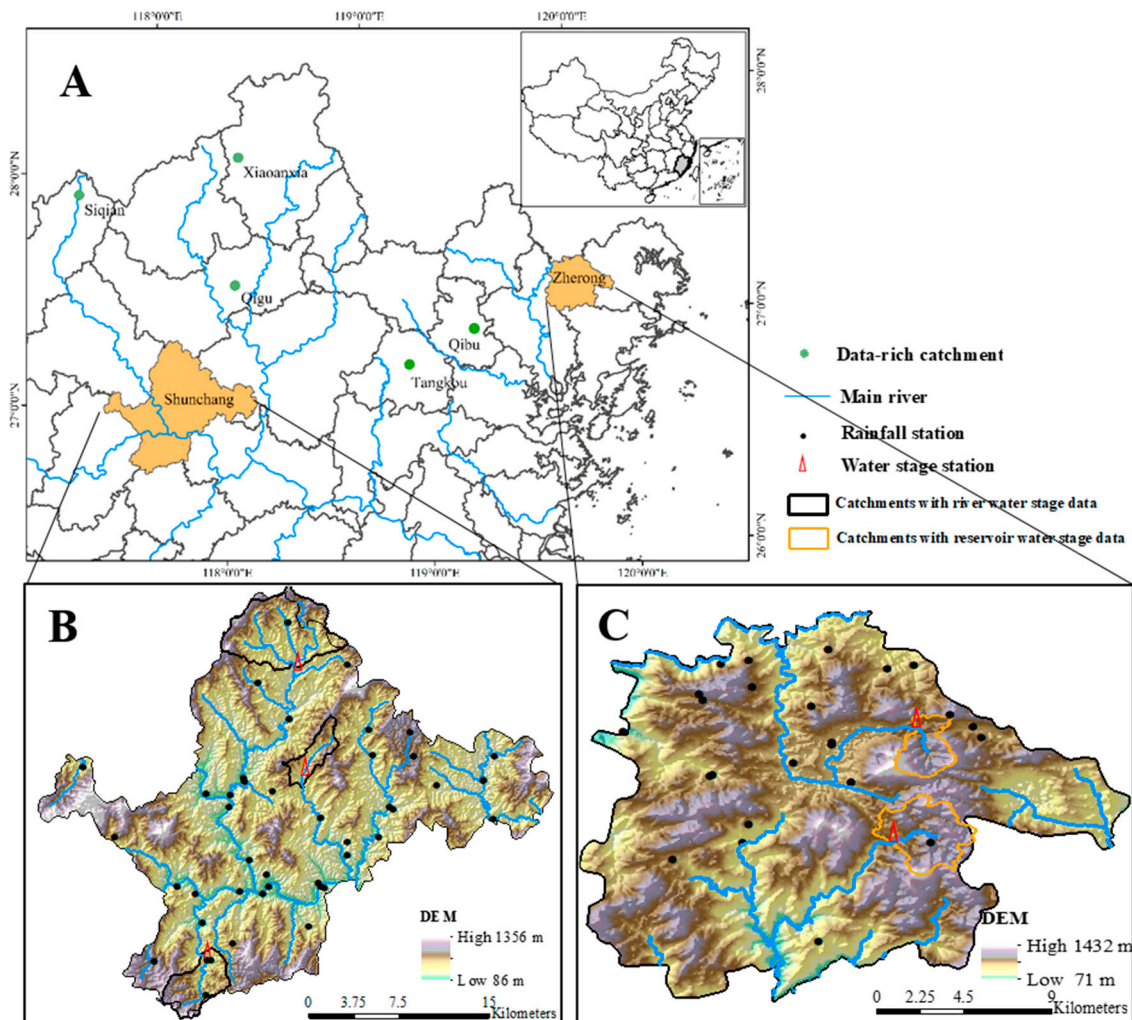 118°0'0"E
119°0'0"E
120°0'0"E
A
28°0'0"N
28°0'0"N
Xiaoanxia
Siqian
Zherong
Qigu
27°0'0"N
Qibu
Tangkou
Data-rich catchment
Shunchang
27°0'0"N
Main river
Rainfall station
Water stage station
Catchments with river water stage data
26°0'0"N
Catchments with reservoir water stage data
118°0'0"E
119°0'0"E
120°0'0"E
B
C
DEM
High 1356 m
Low 86 m
DEM
High 1432 m
Low 71 m
0 3.75 7.5 15
Kilometers
0 2.25 4.5 9
Kilometers